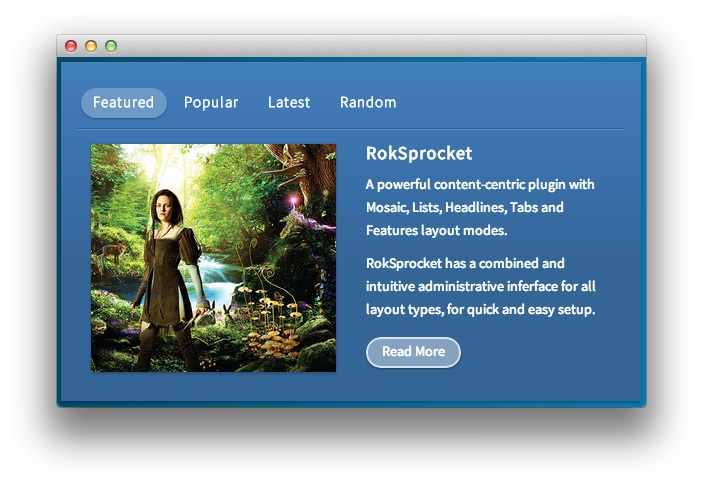 Featured Popular Latest Random
RokSprocket
A powerful content-centric plugin with
Mosaic, Lists, Headlines, Tabs and
Features layout modes.
RokSprocket has a combined and
intuitive administrative inferface for all
layout types, for quick and easy setup.
Read More